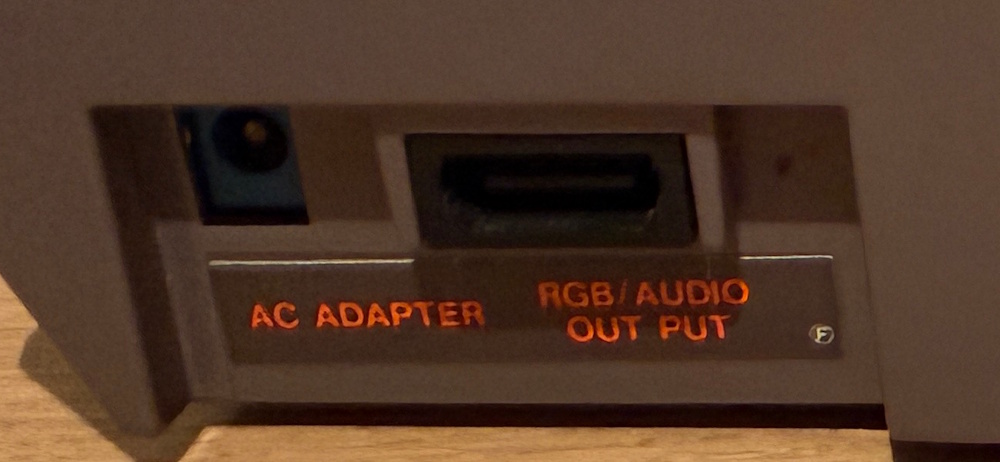 AC ADAPTER
RGB/AUDIO
OUT PUT
F